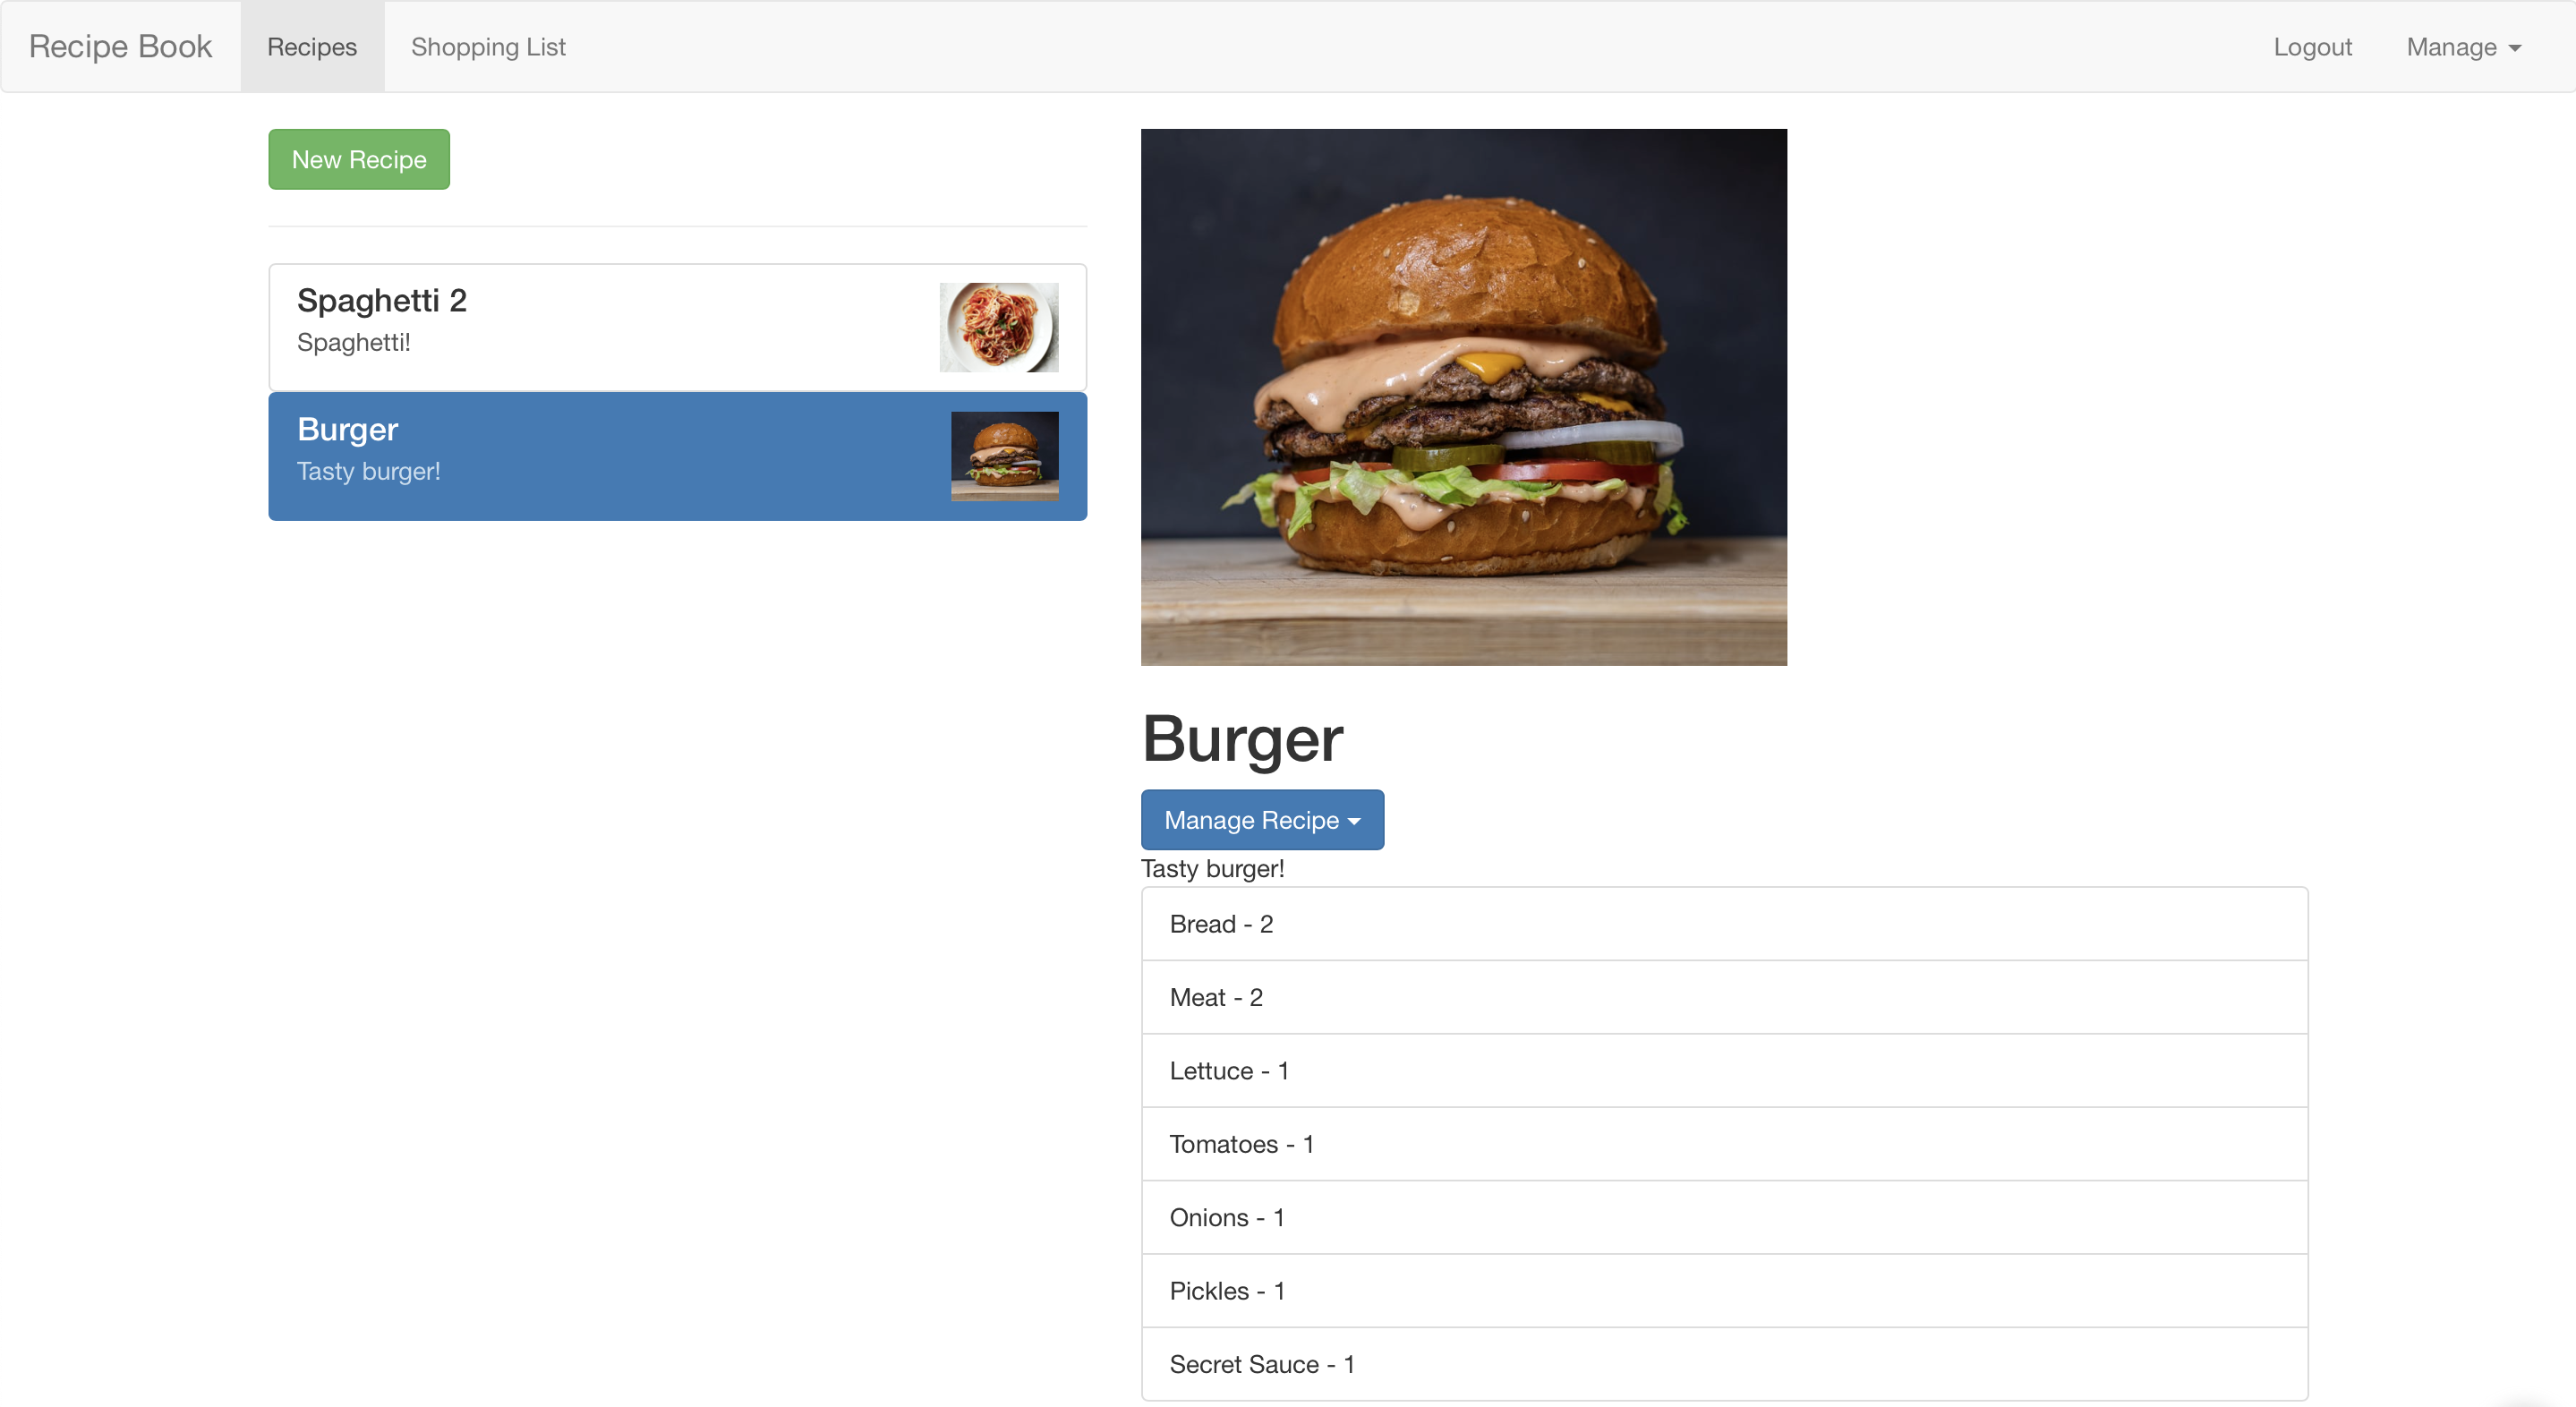 Recipe Book
Recipes
Shopping List
Logout
Manage
New Recipe
Spaghetti 2
Spaghetti!
Burger
Tasty burger!
Burger
Manage Recipe
Tasty burger!
Bread - 2
Meat - 2
Lettuce - 1
Tomatoes - 1
Onions - 1
Pickles - 1
Secret Sauce - 1